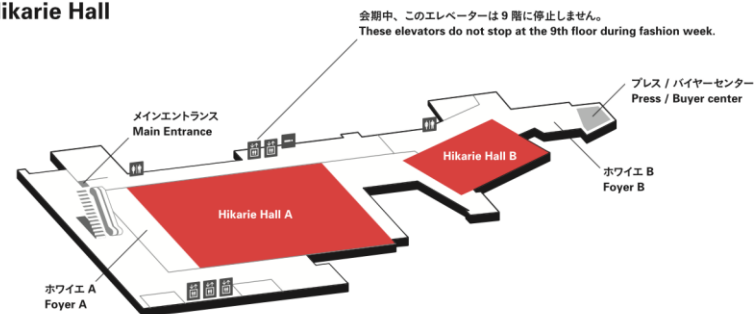 ikarie Hall
会期中、このエレベーターは 9 階に停止しません。
These elevators do not stop at the 9th floor during fashion week.
プレス / バイヤーセンター
Press / Buyer center
メインエントランス
Main Entrance
Hikarie Hall B
ホワイエ B
Foyer B
Hikarie Hall A
ホワイエ A
Foyer A